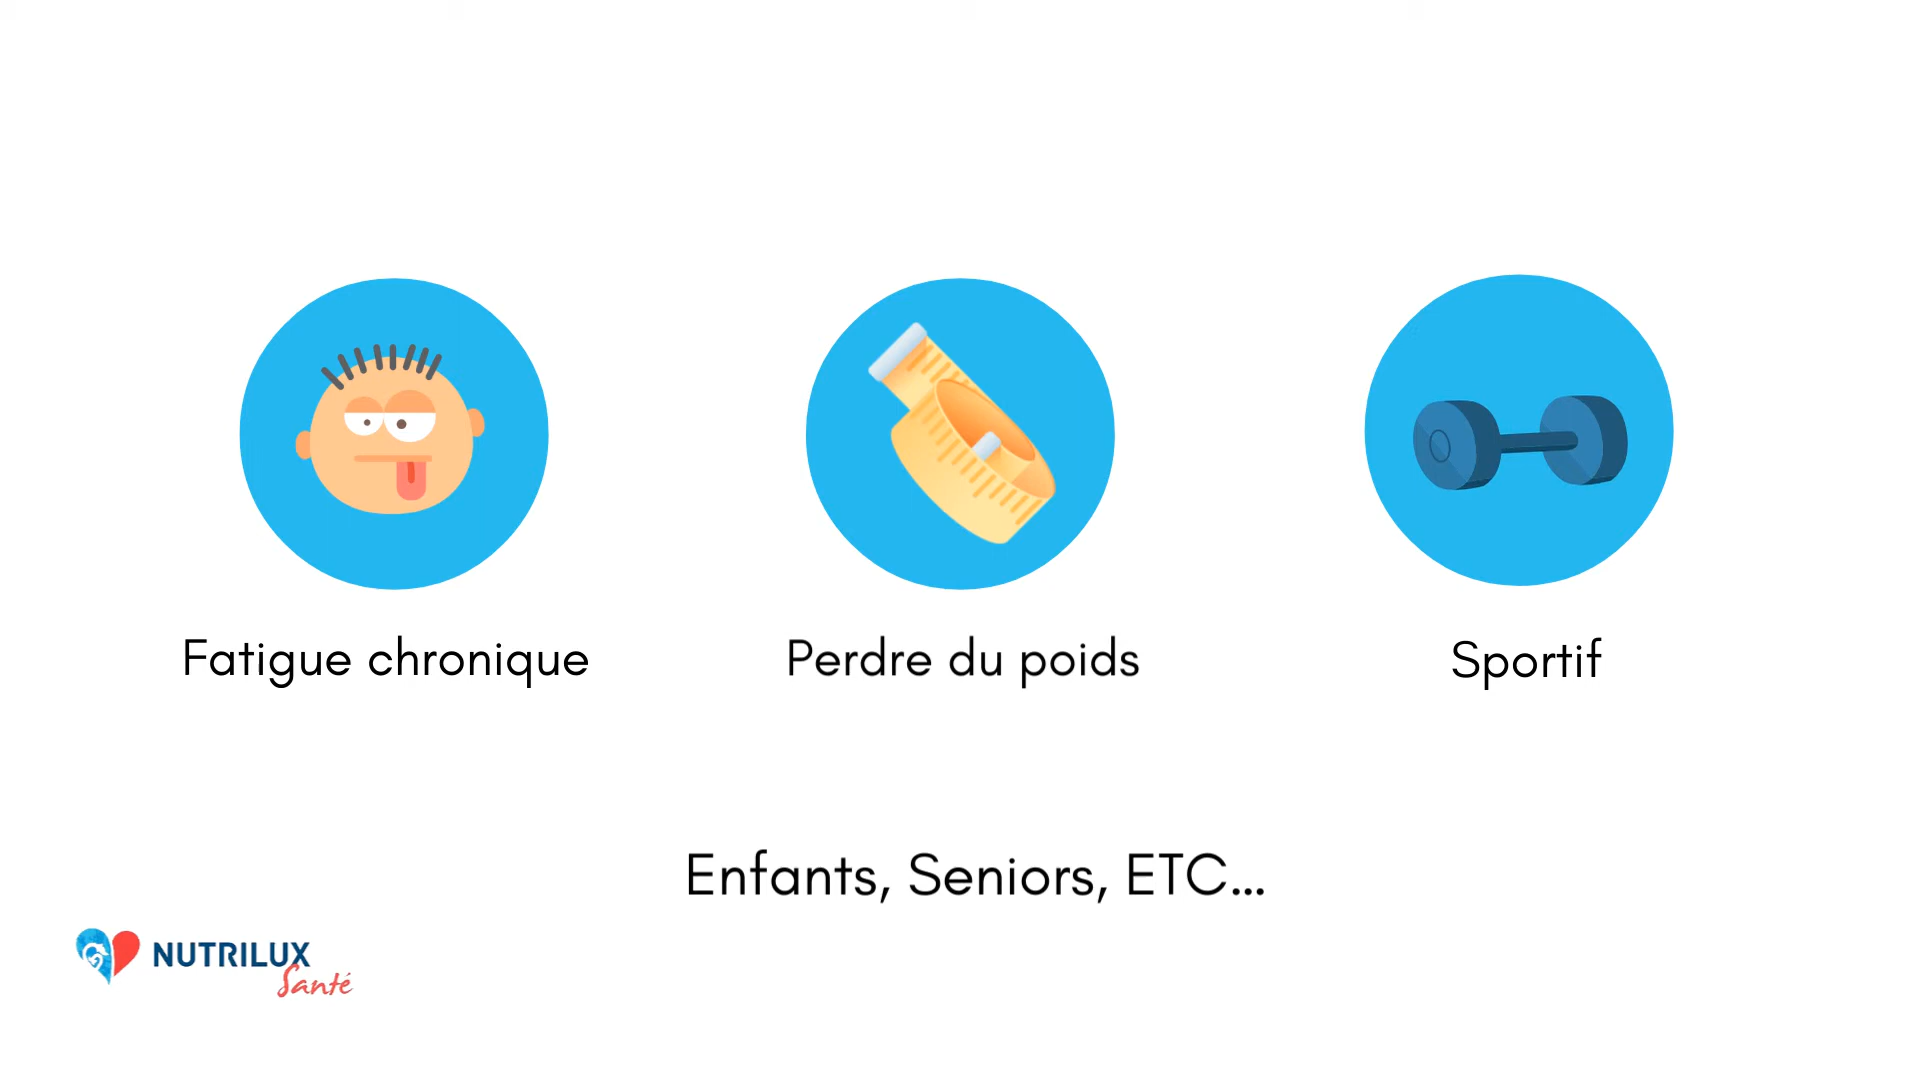 Fatigue chronique
Perdre du poids
Sportif
Enfants, Seniors, ETC...
NUTRILUX
Santé